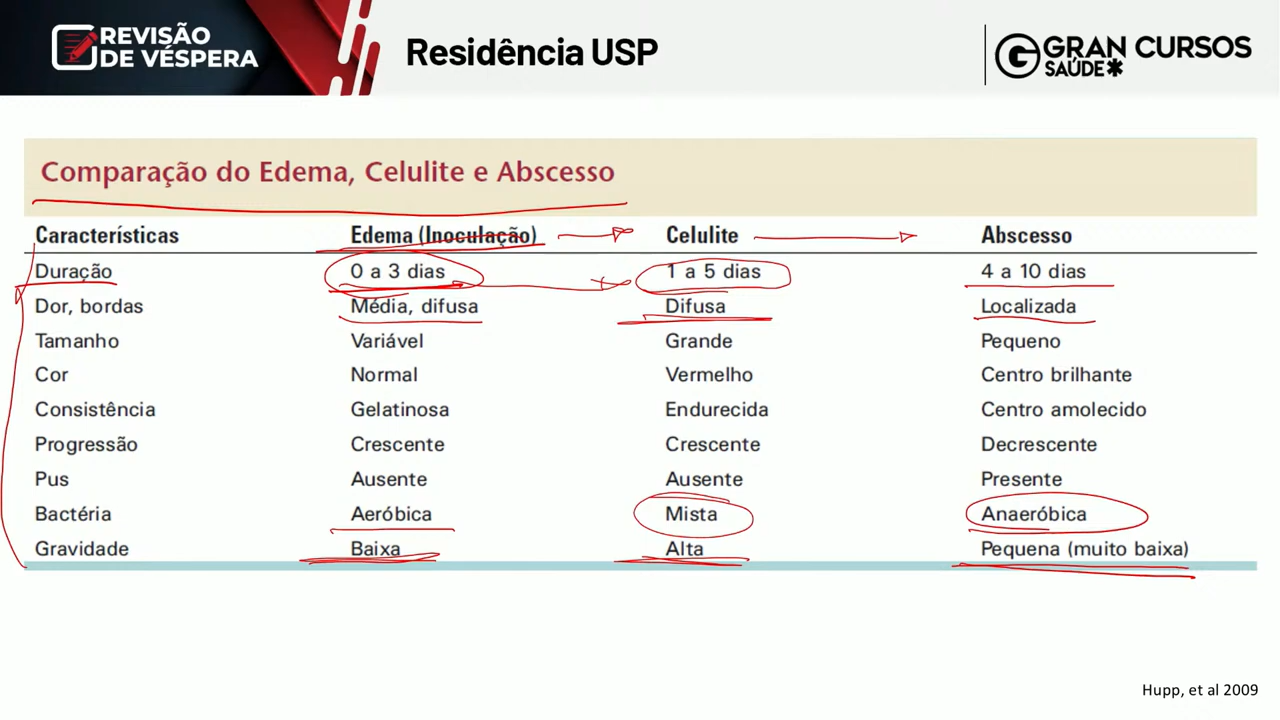 REVISÃO
DE VÉSPERA
Residência USP
GRAN CURSOS
SAÚDE
Comparação do Edema, Celulite e Abscesso
Características Edema (Inoculação) Celulite Abscesso
Duração 0 a 3 dias 1 a 5 dias 4 a 10 dias
Dor, bordas Média, difusa Difusa Localizada
Tamanho Variável Grande Pequeno
Cor Normal Vermelho Centro brilhante
Consistência Gelatinosa Endurecida Centro amolecido
Progressão Crescente Crescente Decrescente
Pus Ausente Ausente Presente
Bactéria Aeróbica Mista Anaeróbica
Gravidade Baixa Alta Pequena (muito baixa)
Hupp, et al 2009